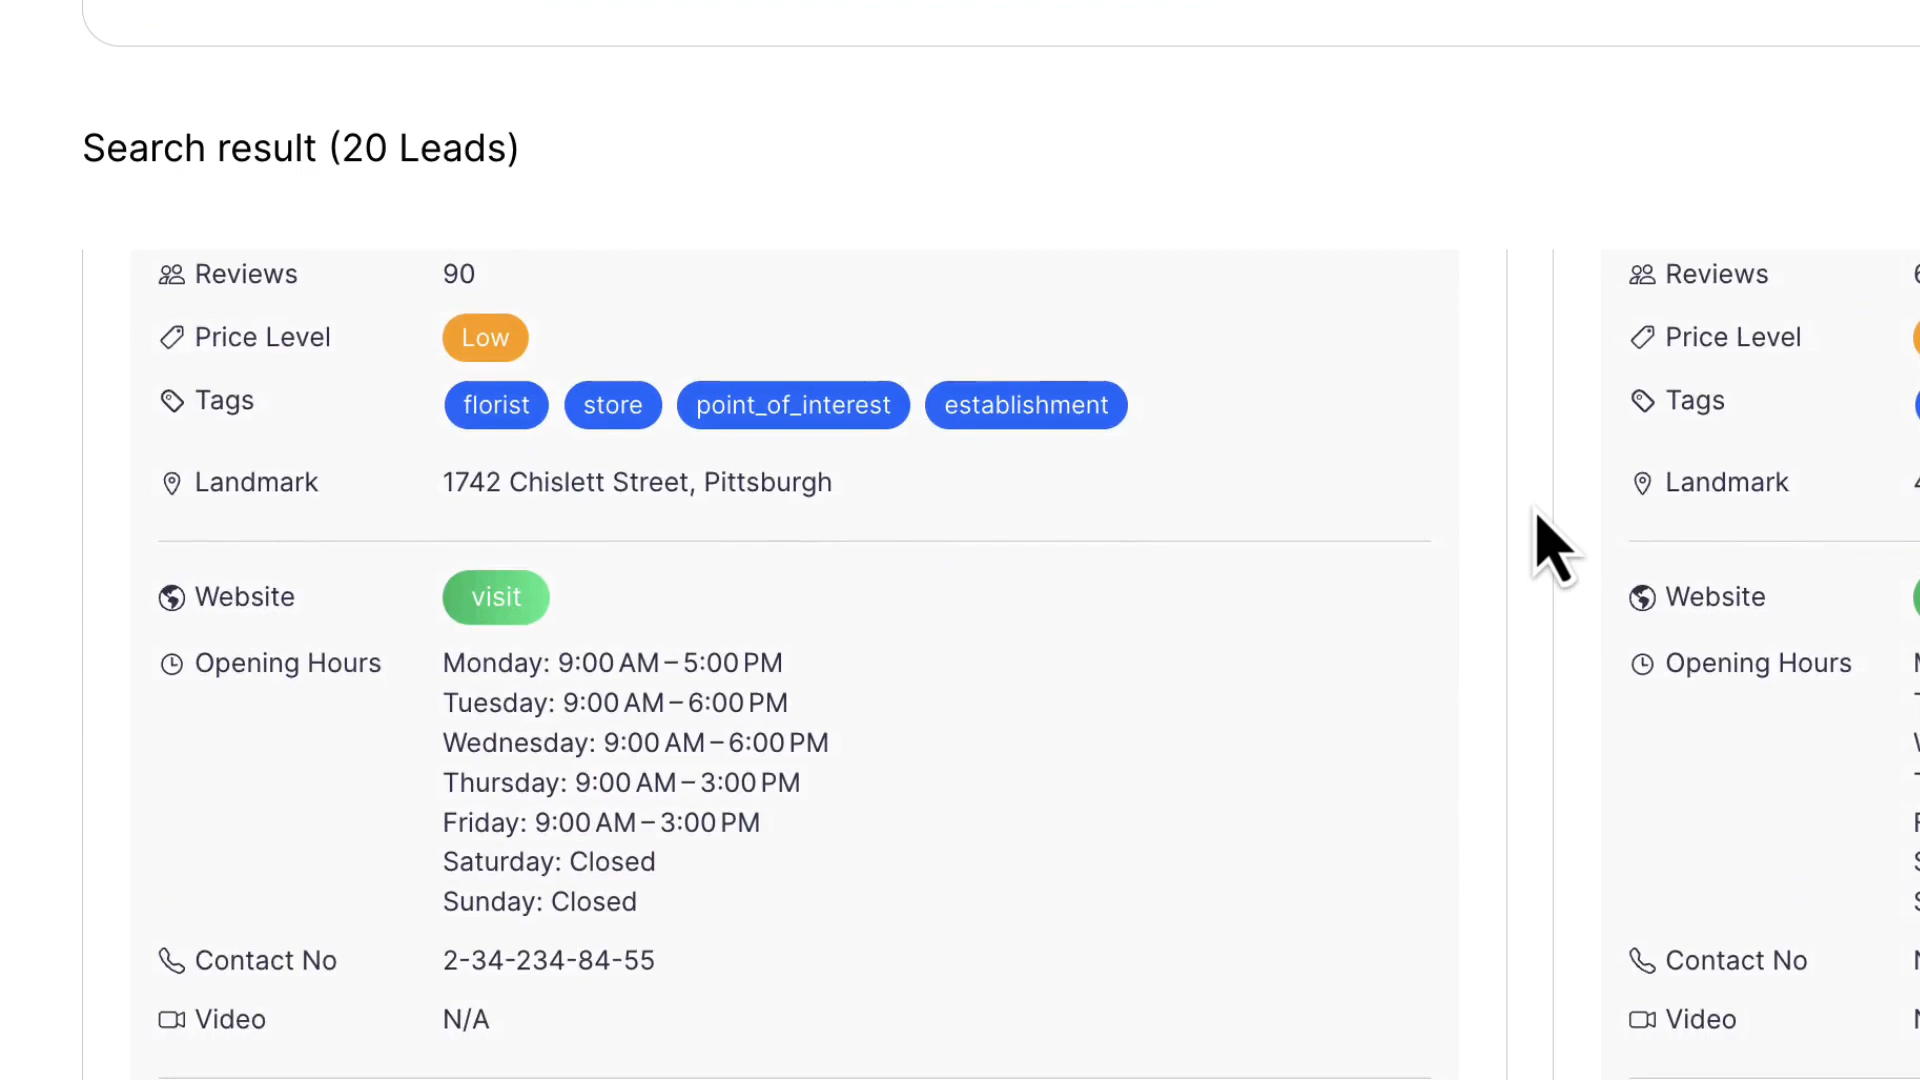 Search result (20 Leads)
Reviews 90
Price Level Low
Tags florist store point_of_interest establishment
Landmark 1742 Chislett Street, Pittsburgh
Website visit
Opening Hours Monday: 9:00 AM – 5:00 PM
Tuesday: 9:00 AM – 6:00 PM
Wednesday: 9:00 AM – 6:00 PM
Thursday: 9:00 AM – 3:00 PM
Friday: 9:00 AM – 3:00 PM
Saturday: Closed
Sunday: Closed
Contact No 2-34-234-84-55
Video N/A
Reviews
Price Level
Tags
Landmark
Website
Opening Hours
Contact No
Video